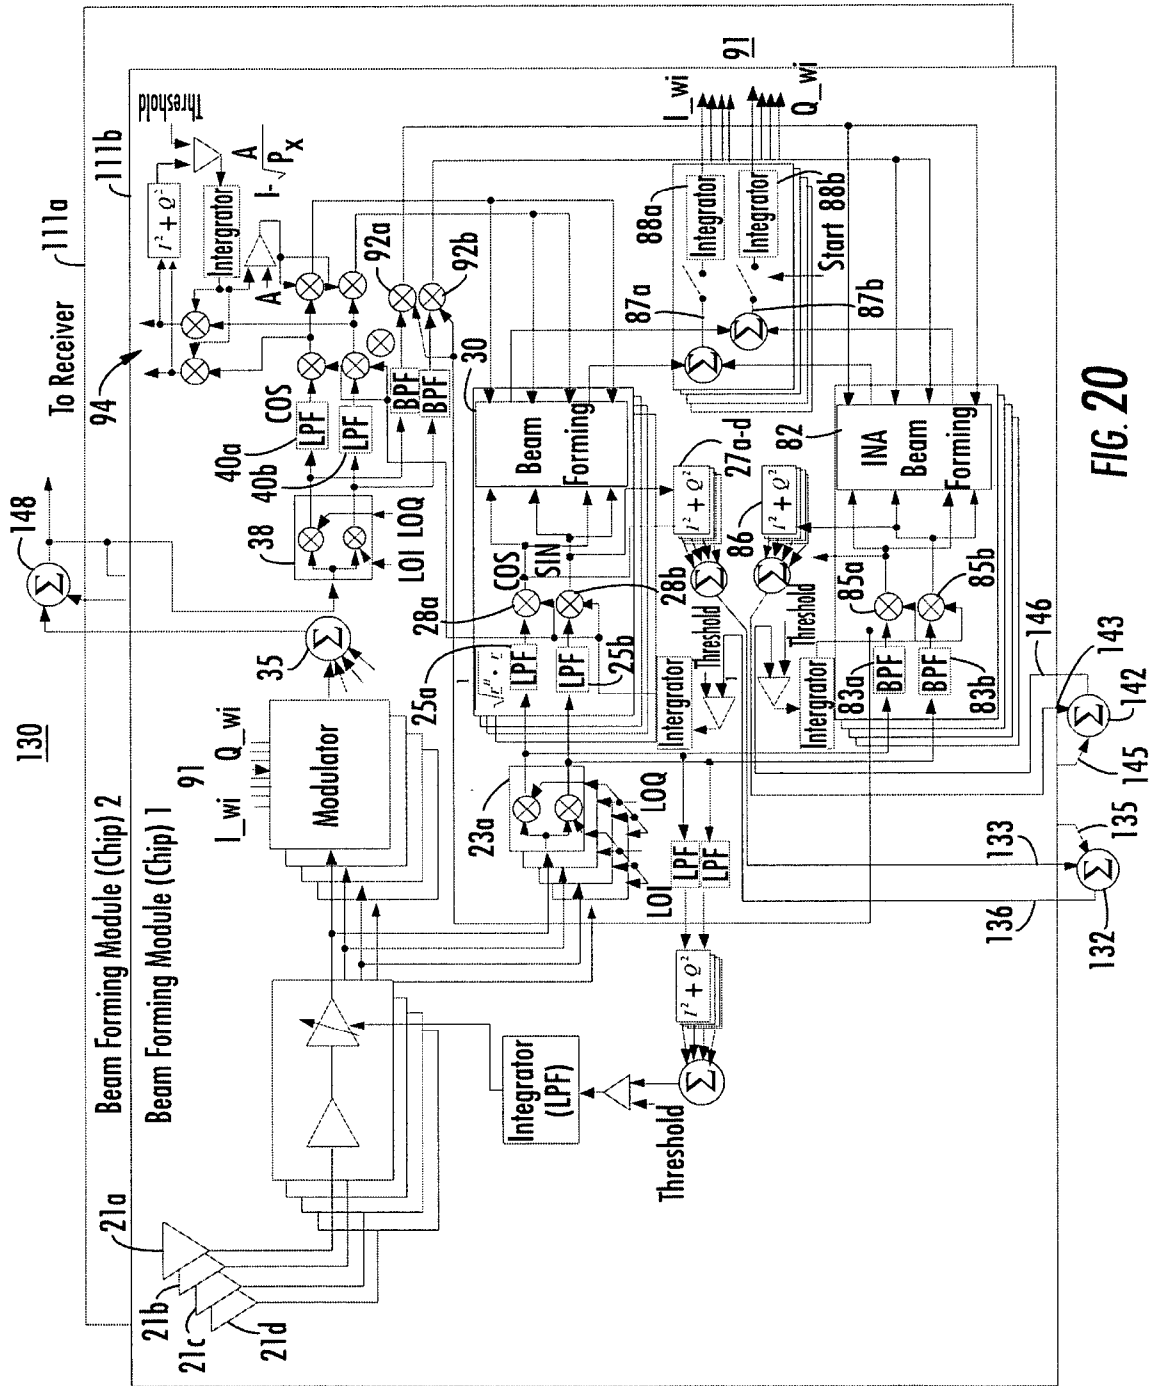 130
Beam Forming Module (Chip) 2
Beam Forming Module (Chip) 1
111a
111b
148
To Receiver
94
Threshold
I² + Q²
Intergrator
A
A
I-√
Pₓ
21a
21b
21c
21d
91
I_wi
Q_wi
Modulator
35
38
LOI
LOQ
40a
40b
LPF
LPF
COS
BPF
BPF
92a
92b
Integrator
(LPF)
Threshold
Σ
I² + Q²
LPF
LPF
23a
LOI
LOQ
25a
25b
LPF
LPF
28a
28b
COS
SIN
30
Beam
Forming
Intergrator
Threshold
1
Σ
I² + Q²
27a-d
Intergrator
Threshold
Σ
I² + Q²
86
83a
83b
BPF
BPF
85a
85b
82
INA
Beam
Forming
Σ
Σ
87a
87b
88a
88b
Integrator
Integrator
Start
I_wi
91
Q_wi
136
133
135
Σ
132
145
146
143
Σ
142
FIG. 20